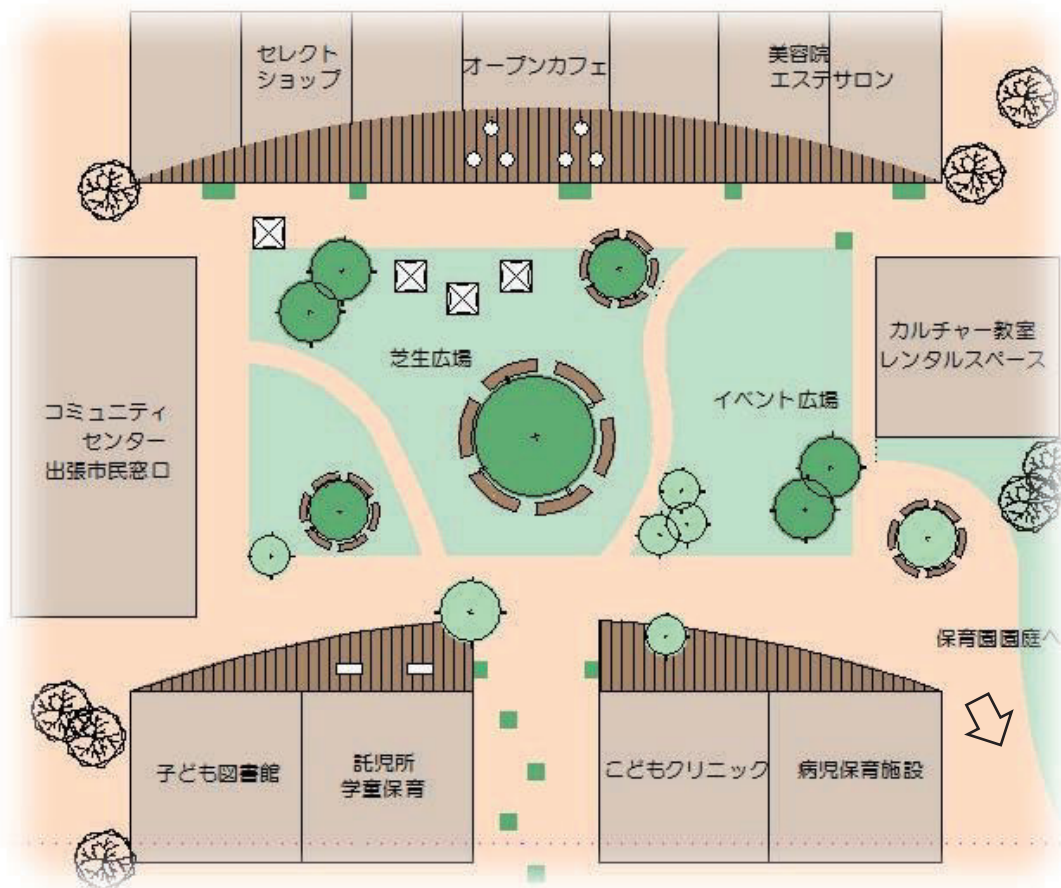 セレクト
ショップ
オープンカフェ
美容院
エステサロン
カルチャー教室
レンタルスペース
芝生広場
イベント広場
コミュニティ
センター
出張市民窓口
保育園園庭へ
子ども図書館
託児所
学童保育
こどもクリニック
病児保育施設